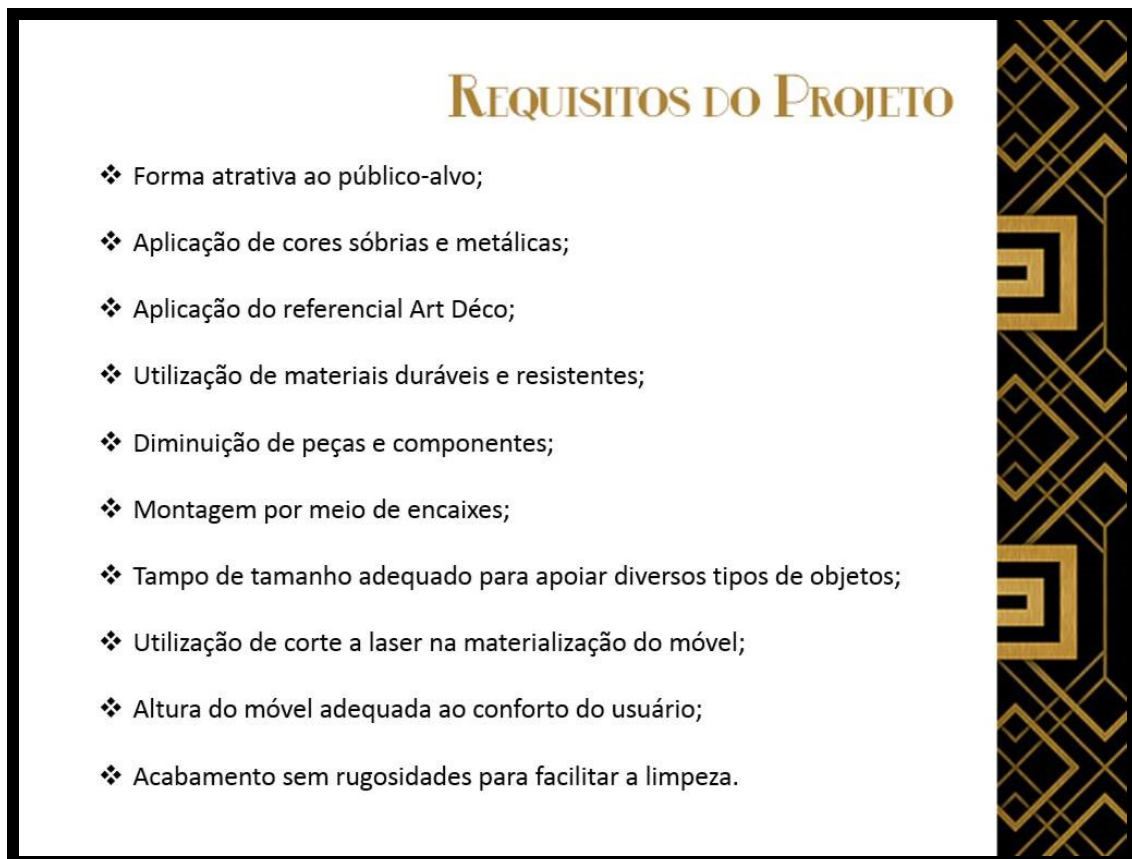 Requisitos do Projeto
❖ Forma atrativa ao público-alvo;
❖ Aplicação de cores sóbrias e metálicas;
❖ Aplicação do referencial Art Déco;
❖ Utilização de materiais duráveis e resistentes;
❖ Diminuição de peças e componentes;
❖ Montagem por meio de encaixes;
❖ Tampo de tamanho adequado para apoiar diversos tipos de objetos;
❖ Utilização de corte a laser na materialização do móvel;
❖ Altura do móvel adequada ao conforto do usuário;
❖ Acabamento sem rugosidades para facilitar a limpeza.